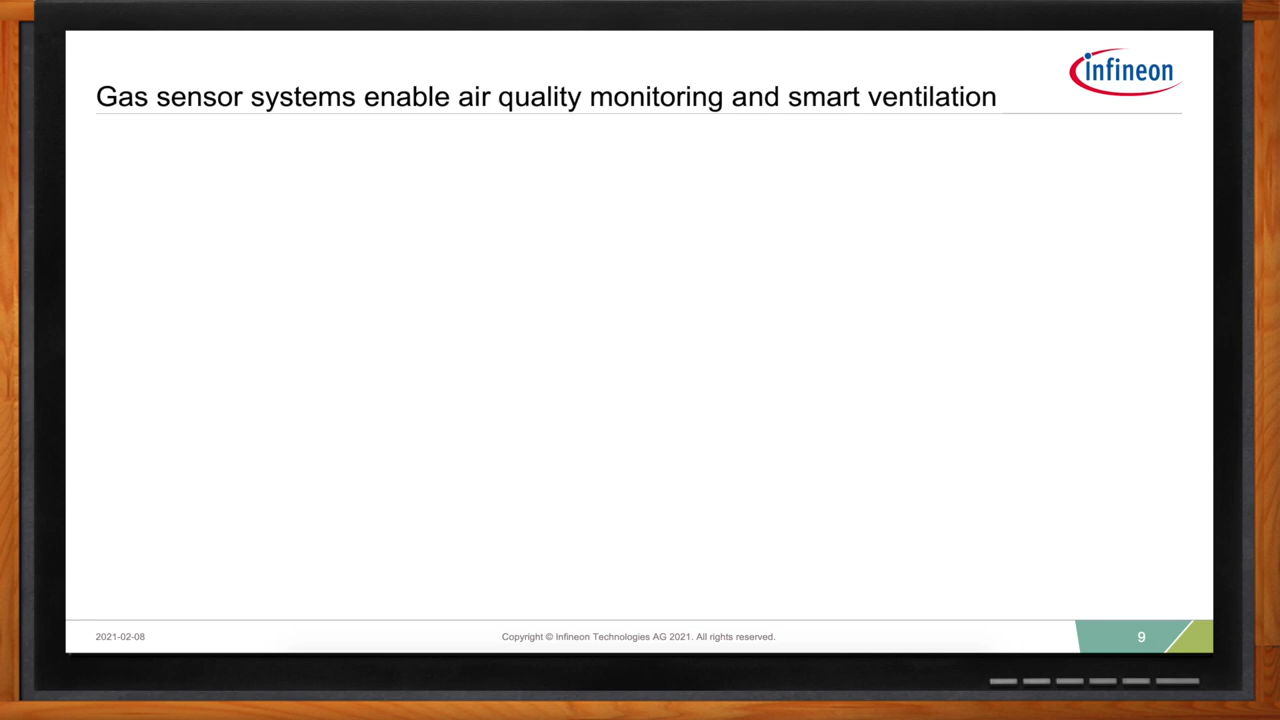 infineon
Gas sensor systems enable air quality monitoring and smart ventilation
2021-02-08
Copyright © Infineon Technologies AG 2021. All rights reserved.
9